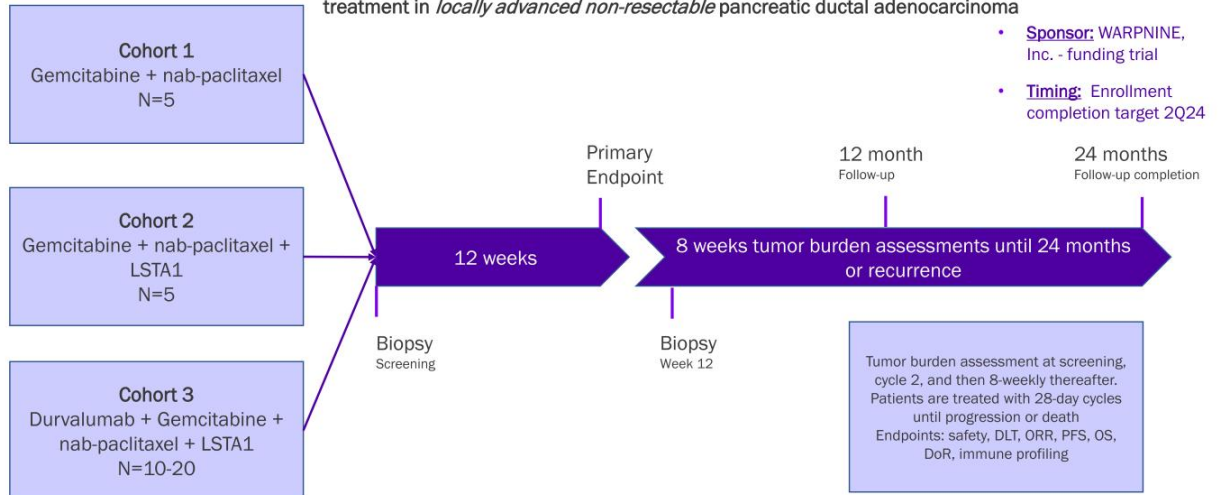 treatment in locally advanced non-resectable pancreatic ductal adenocarcinoma
• Sponsor: WARPNINE,
Inc. - funding trial
• Timing: Enrollment
completion target 2Q24
Cohort 1
Gemcitabine + nab-paclitaxel
N=5
Cohort 2
Gemcitabine + nab-paclitaxel +
LSTA1
N=5
Cohort 3
Durvalumab + Gemcitabine +
nab-paclitaxel + LSTA1
N=10-20
Primary
Endpoint
12 month
Follow-up
24 months
Follow-up completion
12 weeks
8 weeks tumor burden assessments until 24 months
or recurrence
Biopsy
Screening
Biopsy
Week 12
Tumor burden assessment at screening,
cycle 2, and then 8-weekly thereafter.
Patients are treated with 28-day cycles
until progression or death
Endpoints: safety, DLT, ORR, PFS, OS,
DoR, immune profiling